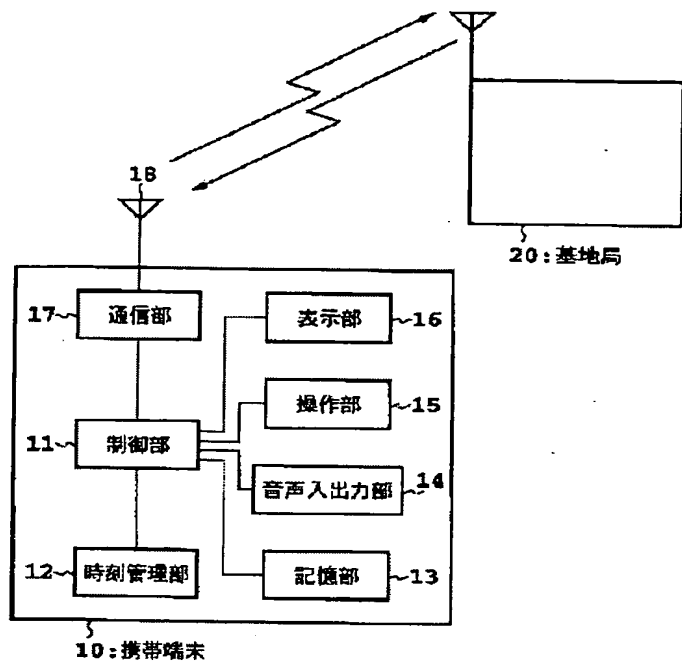 18
20:基地局
17 通信部
表示部 16
操作部 15
11 制御部
音声入出力部 14
12 時刻管理部
記憶部 13
10:携帯端末